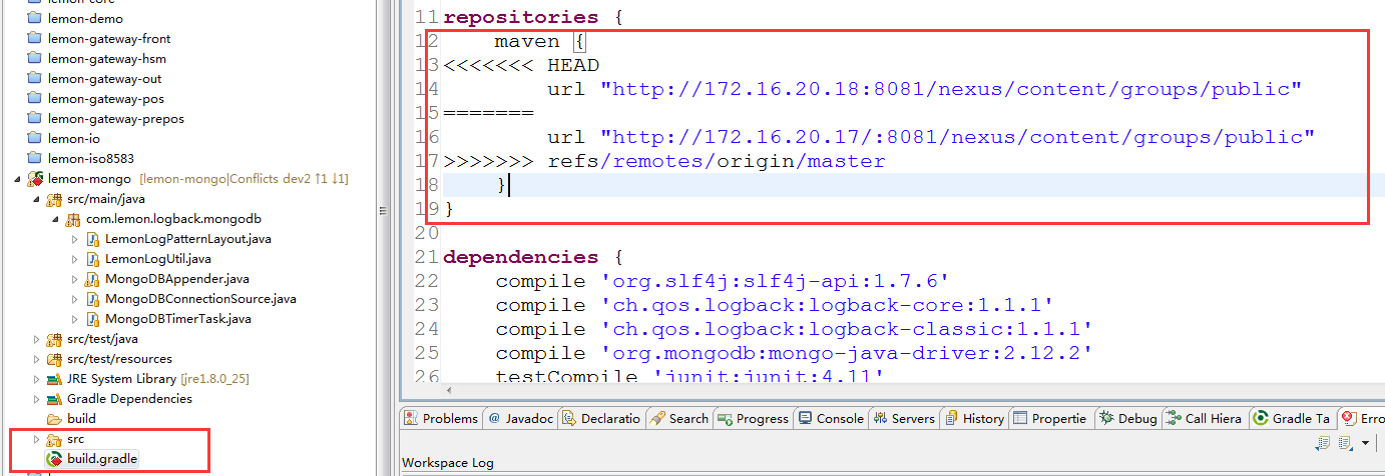 lemon-core
lemon-demo
lemon-gateway-front
lemon-gateway-hsm
lemon-gateway-out
lemon-gateway-pos
lemon-gateway-prepos
lemon-io
lemon-iso8583
lemon-mongo [lemon-mongo|Conflicts dev2 ↑1 ↓1]
src/main/java
com.lemon.logback.mongodb
LemonLogPatternLayout.java
LemonLogUtil.java
MongoDBAppender.java
MongoDBConnectionSource.java
MongoDBTimerTask.java
src/test/java
src/test/resources
JRE System Library [jre1.8.0_25]
Gradle Dependencies
build
src
build.gradle
11 repositories {
12 maven {
13 <<<<<<< HEAD
14 url "http://172.16.20.18:8081/nexus/content/groups/public"
15 =======
16 url "http://172.16.20.17/:8081/nexus/content/groups/public"
17 >>>>>>> refs/remotes/origin/master
18 }
19 }
20
21 dependencies {
22 compile 'org.slf4j:slf4j-api:1.7.6'
23 compile 'ch.qos.logback:logback-core:1.1.1'
24 compile 'ch.qos.logback:logback-classic:1.1.1'
25 compile 'org.mongodb:mongo-java-driver:2.12.2'
26 testCompile 'junit:junit:4.11'
Problems @ Javadoc Declaratio Search Progress Console Servers History Propertie Debug Call Hiera Gradle Ta Erro
Workspace Log